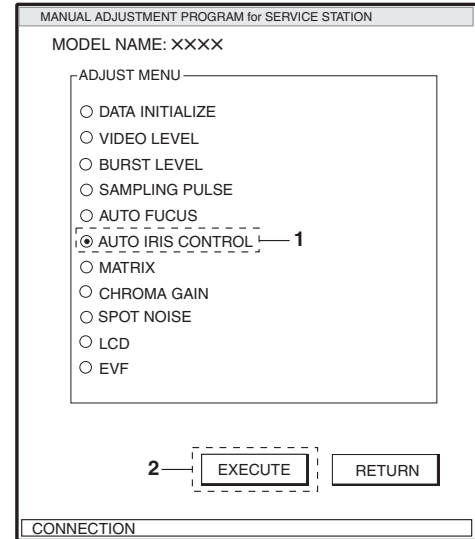 MANUAL ADJUSTMENT PROGRAM for SERVICE STATION
MODEL NAME: ××××
ADJUST MENU
DATA INITIALIZE
VIDEO LEVEL
BURST LEVEL
SAMPLING PULSE
AUTO FUCUS
AUTO IRIS CONTROL 1
MATRIX
CHROMA GAIN
SPOT NOISE
LCD
EVF
2 EXECUTE RETURN
CONNECTION